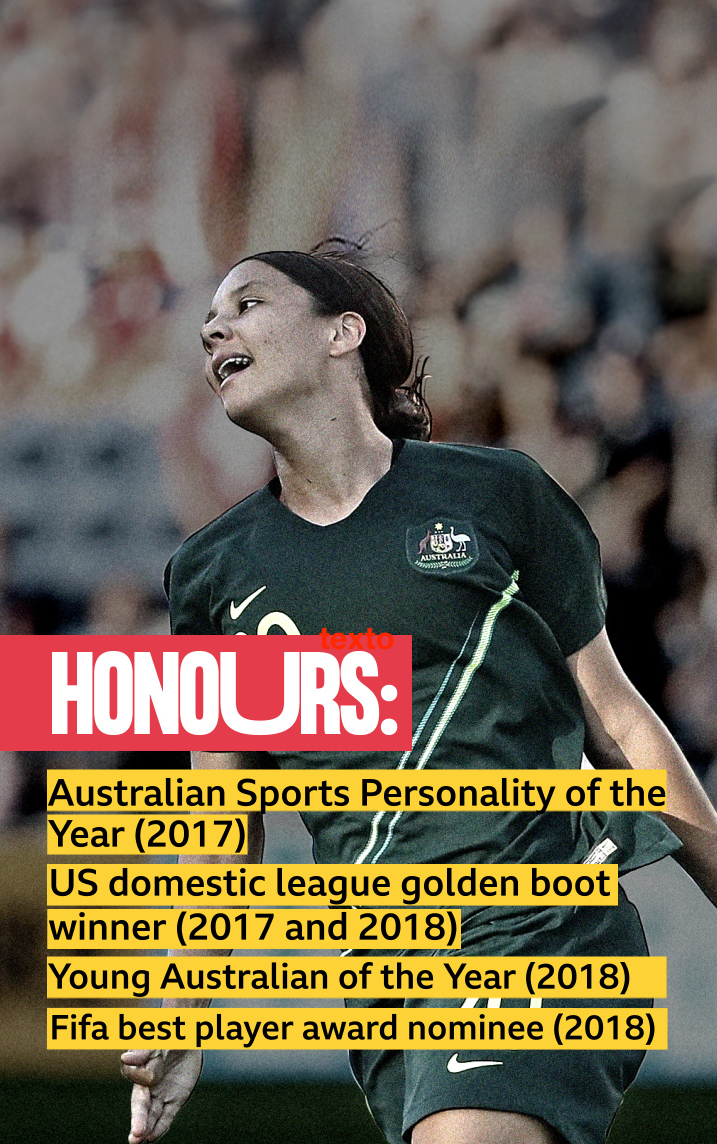 AUSTRALIA
texto
HONOURS:
Australian Sports Personality of the
Year (2017)
US domestic league golden boot
winner (2017 and 2018)
Young Australian of the Year (2018)
Fifa best player award nominee (2018)